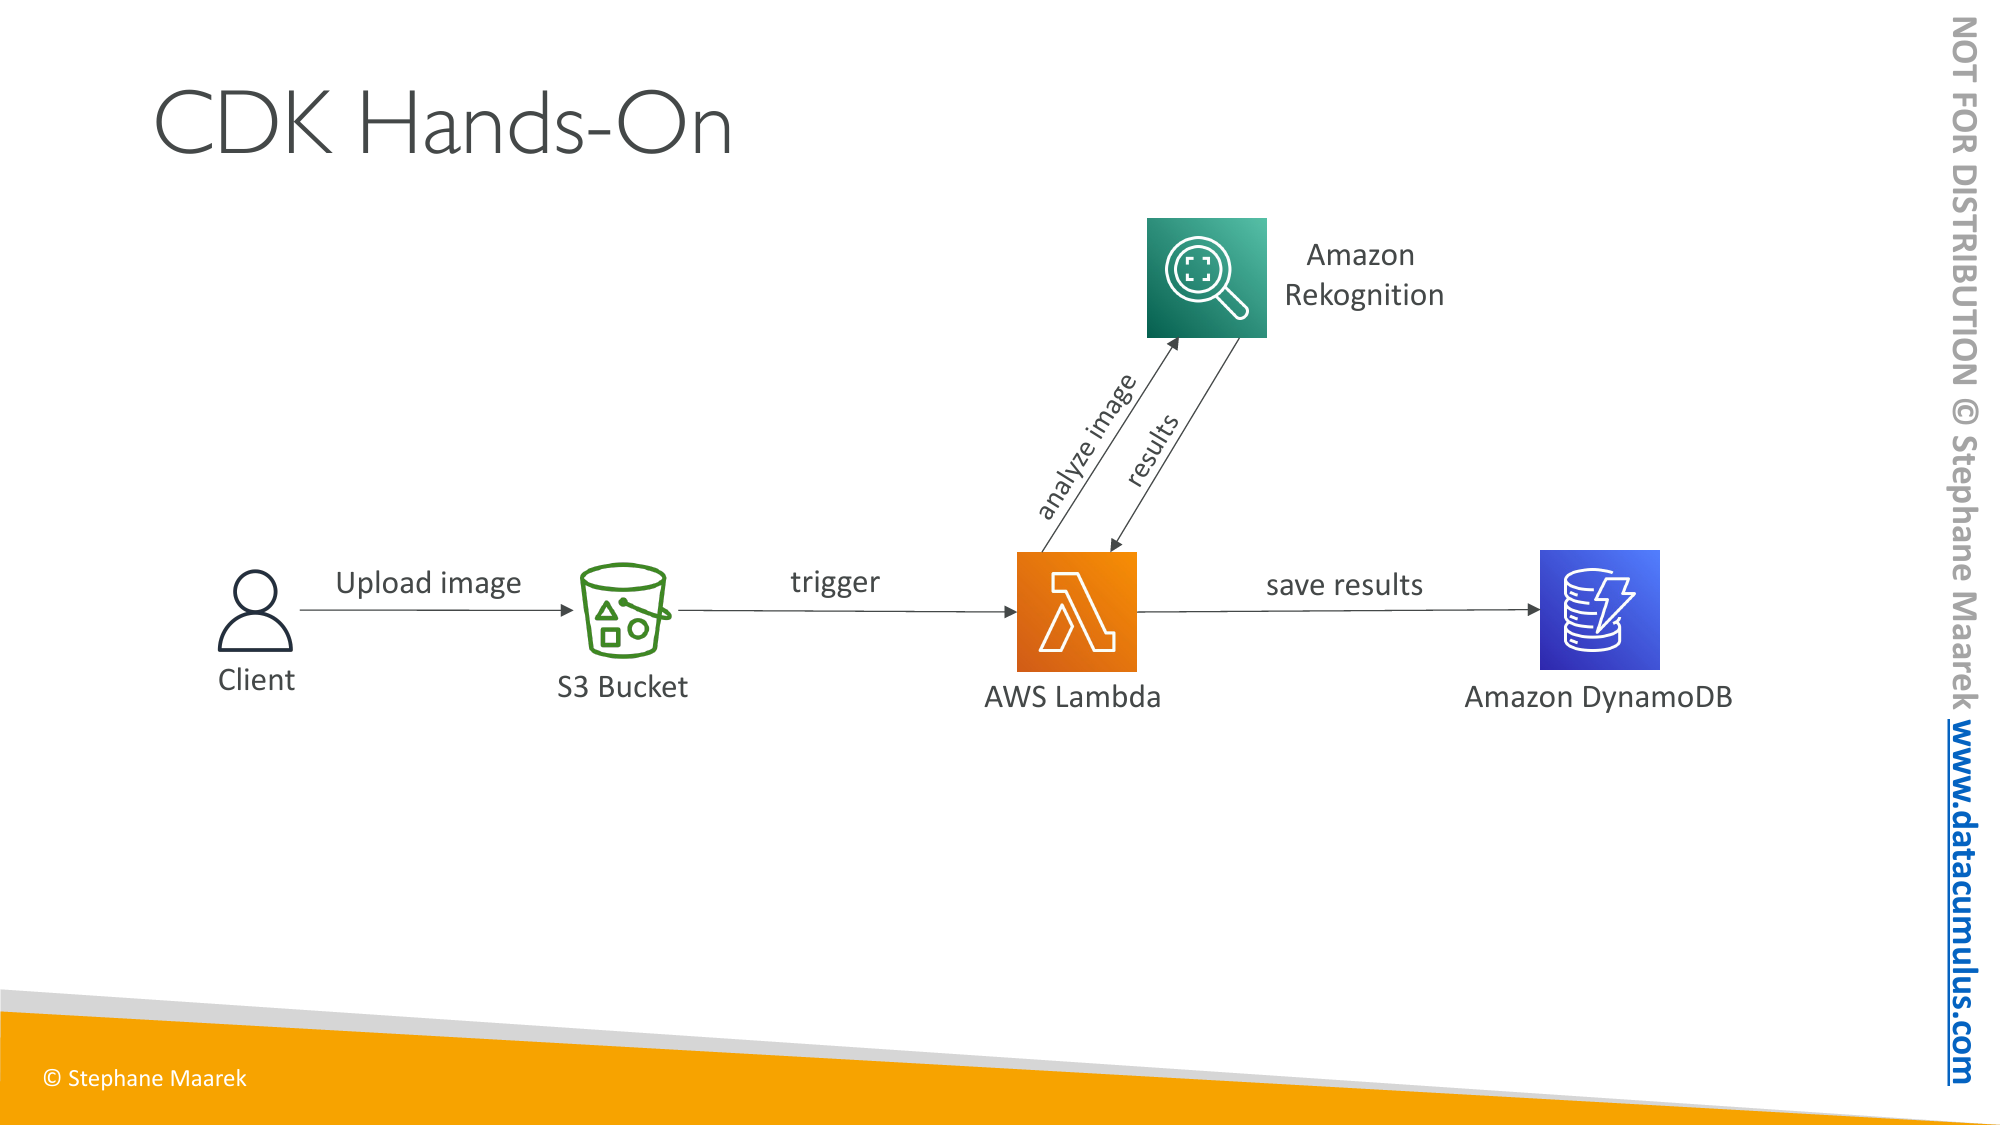 CDK Hands-On
Amazon
Rekognition
analyze image
results
Upload image
trigger
save results
Client
S3 Bucket
AWS Lambda
Amazon DynamoDB
© Stephane Maarek
NOT FOR DISTRIBUTION © Stephane Maarek www.datacumulus.com